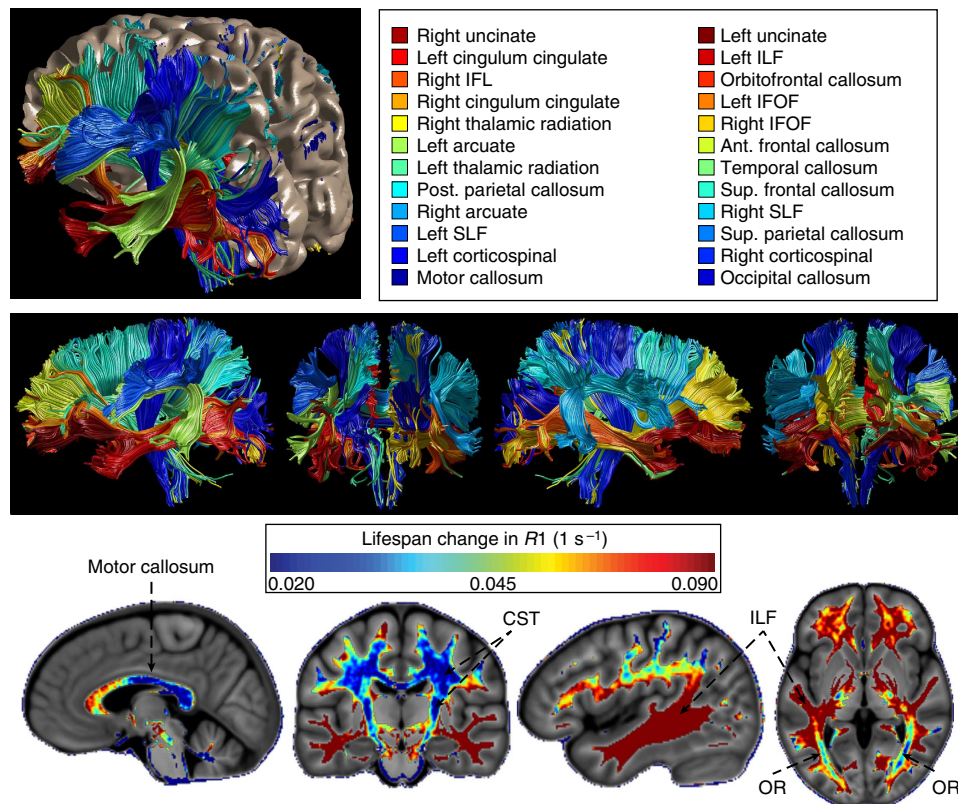 Right uncinate
Left cingulum cingulate
Right IFL
Right cingulum cingulate
Right thalamic radiation
Left arcuate
Left thalamic radiation
Post. parietal callosum
Right arcuate
Left SLF
Left corticospinal
Motor callosum
Left uncinate
Left ILF
Orbitofrontal callosum
Left IFOF
Right IFOF
Ant. frontal callosum
Temporal callosum
Sup. frontal callosum
Right SLF
Sup. parietal callosum
Right corticospinal
Occipital callosum
Lifespan change in R1 (1 s⁻¹)
0.020 0.045 0.090
Motor callosum
CST
ILF
OR
OR